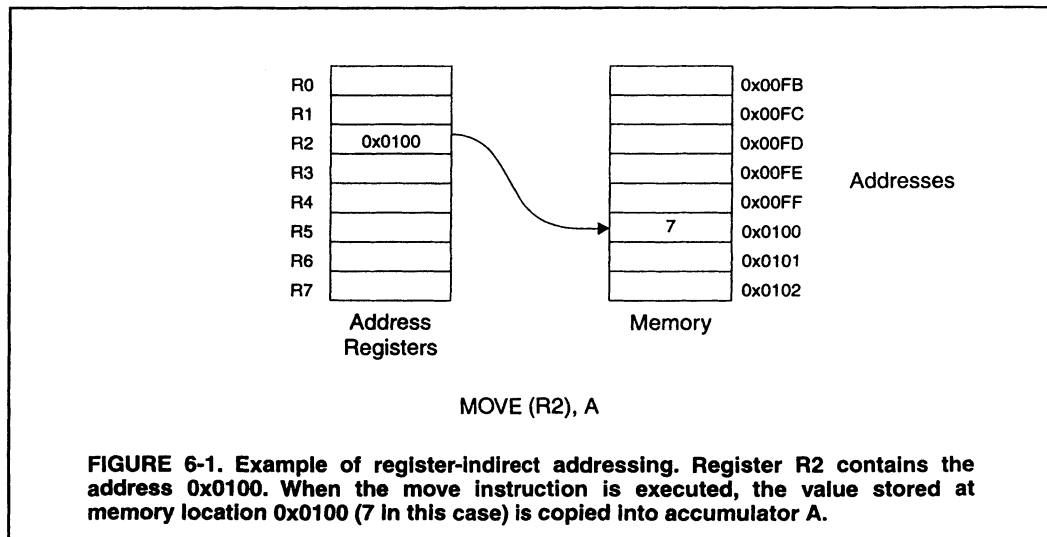 R0
R1
R2
R3
R4
R5
R6
R7
0x0100
Address
Registers
7
Memory
0x00FB
0x00FC
0x00FD
0x00FE
0x00FF
0x0100
0x0101
0x0102
Addresses
MOVE (R2), A
FIGURE 6-1. Example of register-indirect addressing. Register R2 contains the
address 0x0100. When the move instruction is executed, the value stored at
memory location 0x0100 (7 in this case) is copied into accumulator A.